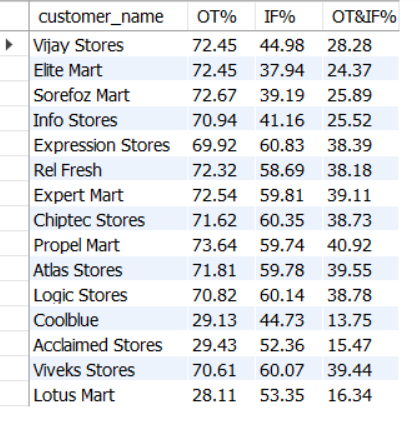 customer_name OT% IF% OT&IF%
Vijay Stores 72.45 44.98 28.28
Elite Mart 72.45 37.94 24.37
Sorefoz Mart 72.67 39.19 25.89
Info Stores 70.94 41.16 25.52
Expression Stores 69.92 60.83 38.39
Rel Fresh 72.32 58.69 38.18
Expert Mart 72.54 59.81 39.11
Chiptec Stores 71.62 60.35 38.73
Propel Mart 73.64 59.74 40.92
Atlas Stores 71.81 59.78 39.55
Logic Stores 70.82 60.14 38.78
Coolblue 29.13 44.73 13.75
Acclaimed Stores 29.43 52.36 15.47
Viveks Stores 70.61 60.07 39.44
Lotus Mart 28.11 53.35 16.34